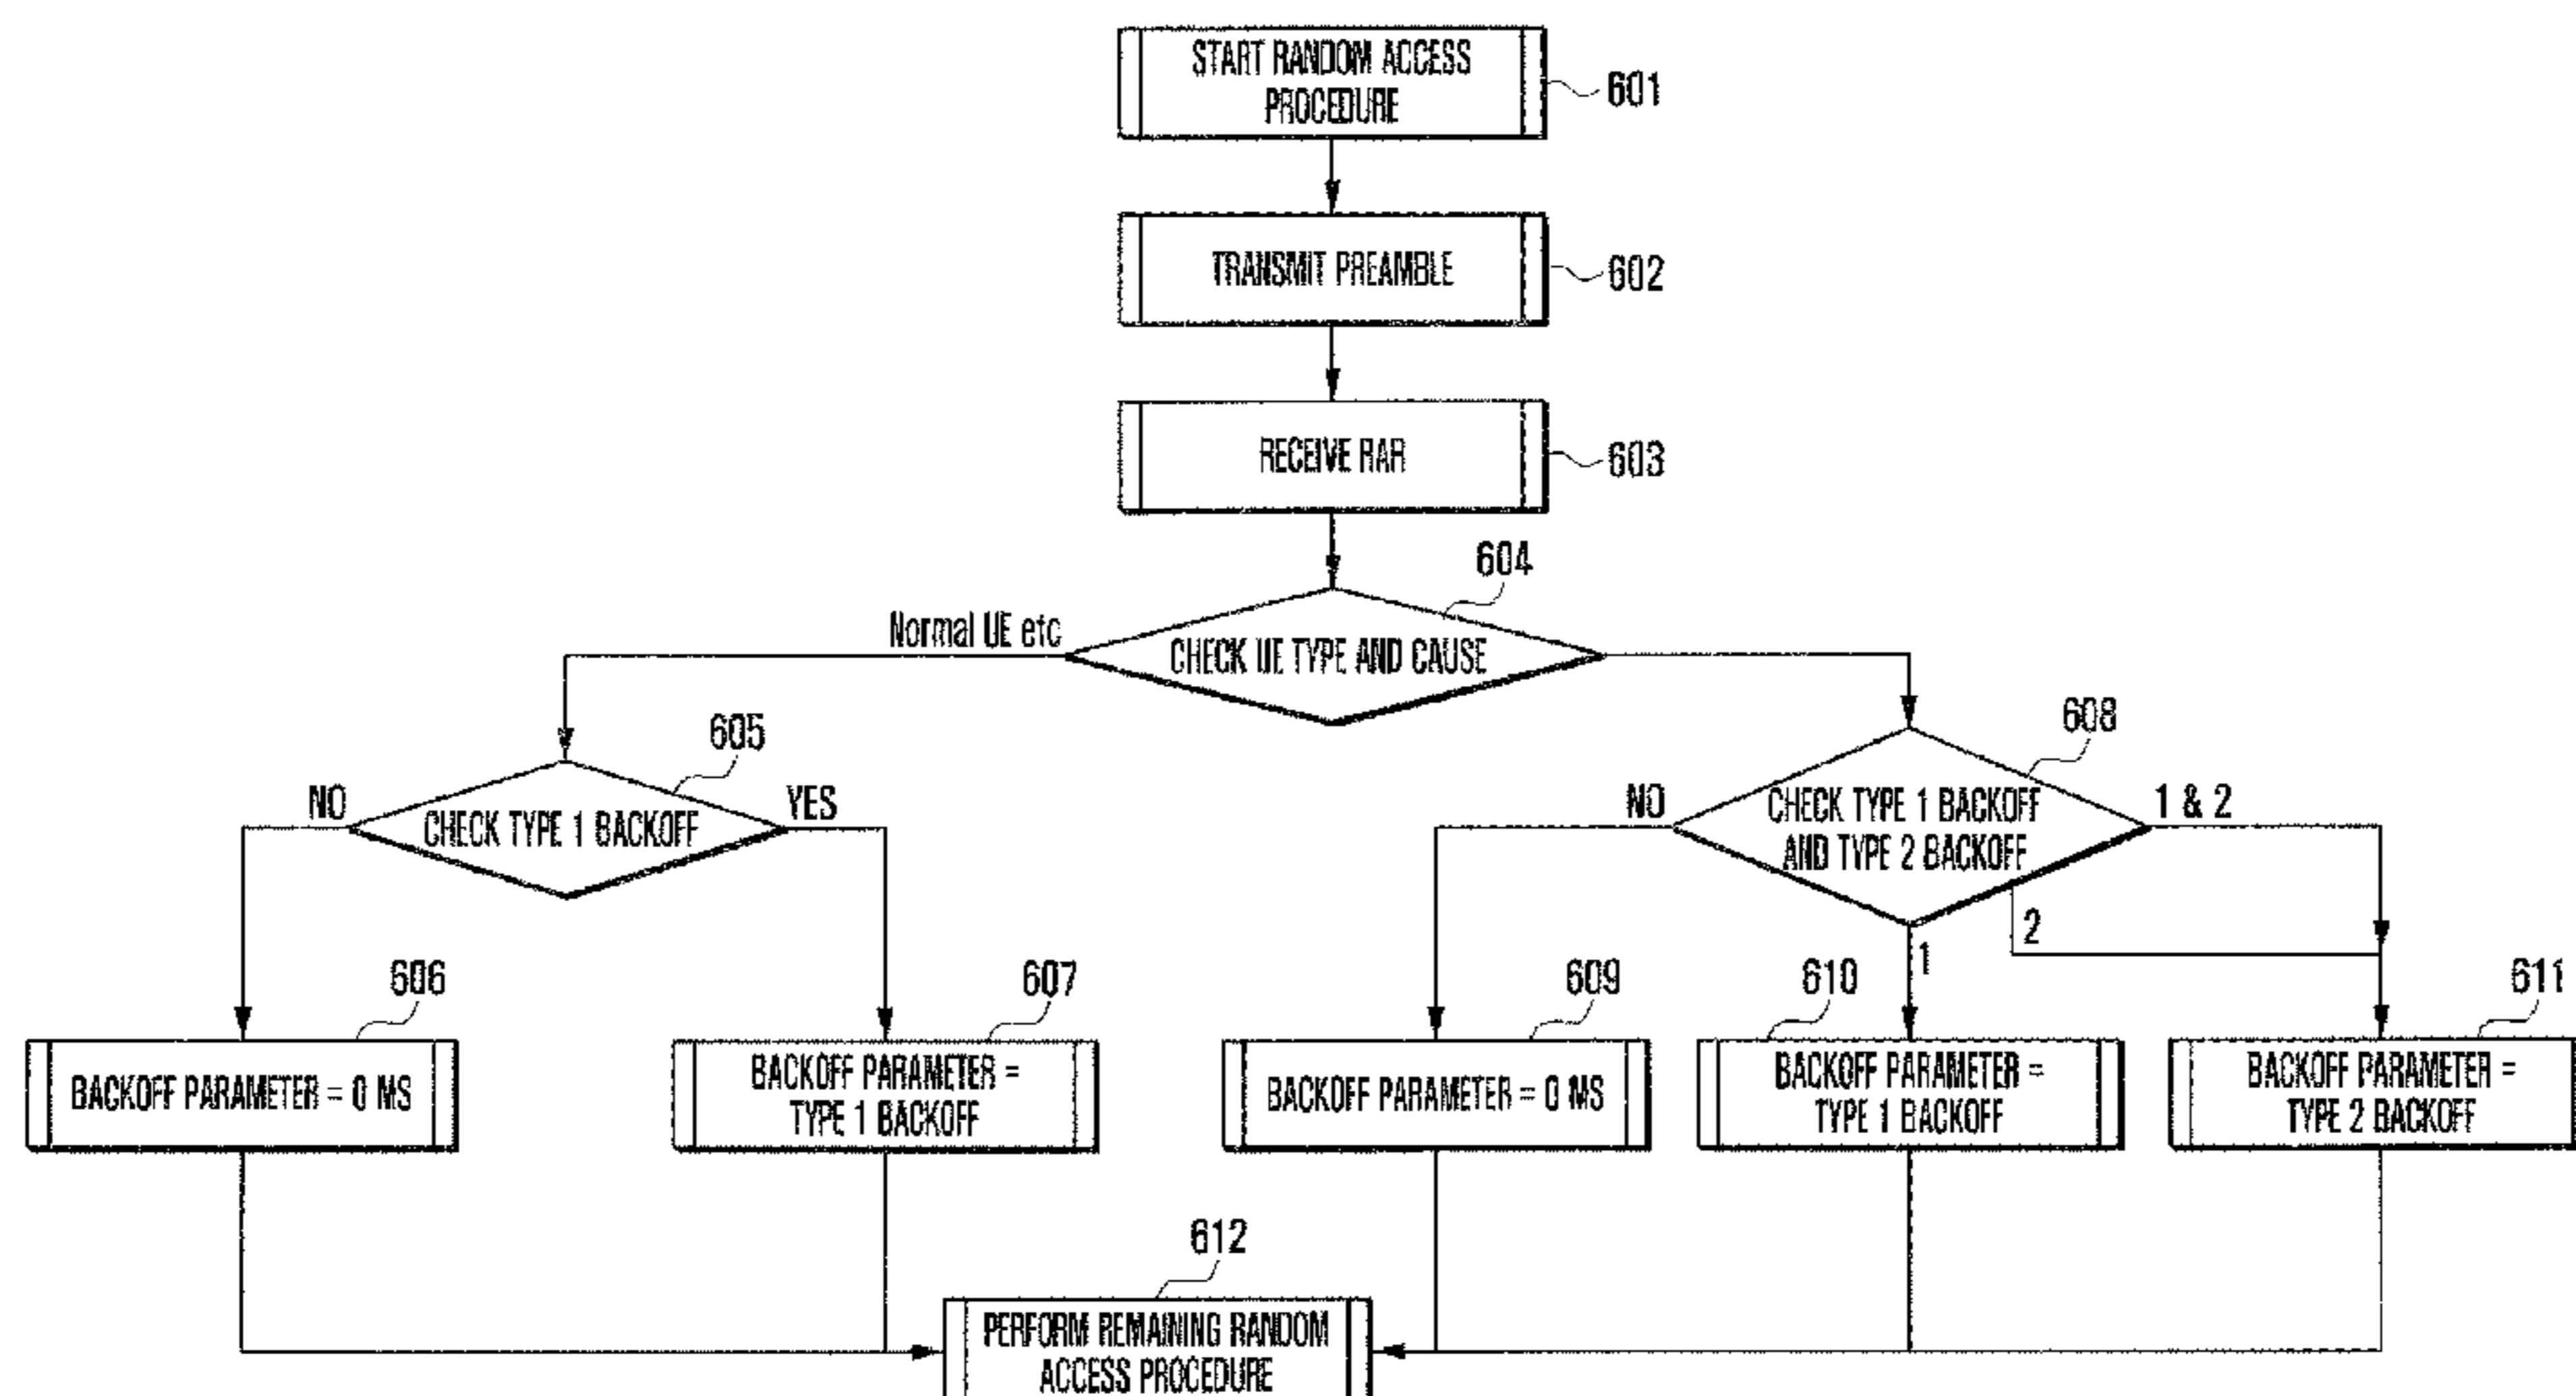 START RANDOM ACCESS
PROCEDURE
601
TRANSMIT PREAMBLE
602
RECEIVE RAR
603
604
Normal UE etc
CHECK UE TYPE AND CAUSE
605
608
NO
CHECK TYPE 1 BACKOFF
YES
NO
CHECK TYPE 1 BACKOFF
AND TYPE 2 BACKOFF
1 & 2
2
1
606
607
609
610
611
BACKOFF PARAMETER = 0 MS
BACKOFF PARAMETER =
TYPE 1 BACKOFF
BACKOFF PARAMETER = 0 MS
BACKOFF PARAMETER =
TYPE 1 BACKOFF
BACKOFF PARAMETER =
TYPE 2 BACKOFF
612
PERFORM REMAINING RANDOM
ACCESS PROCEDURE